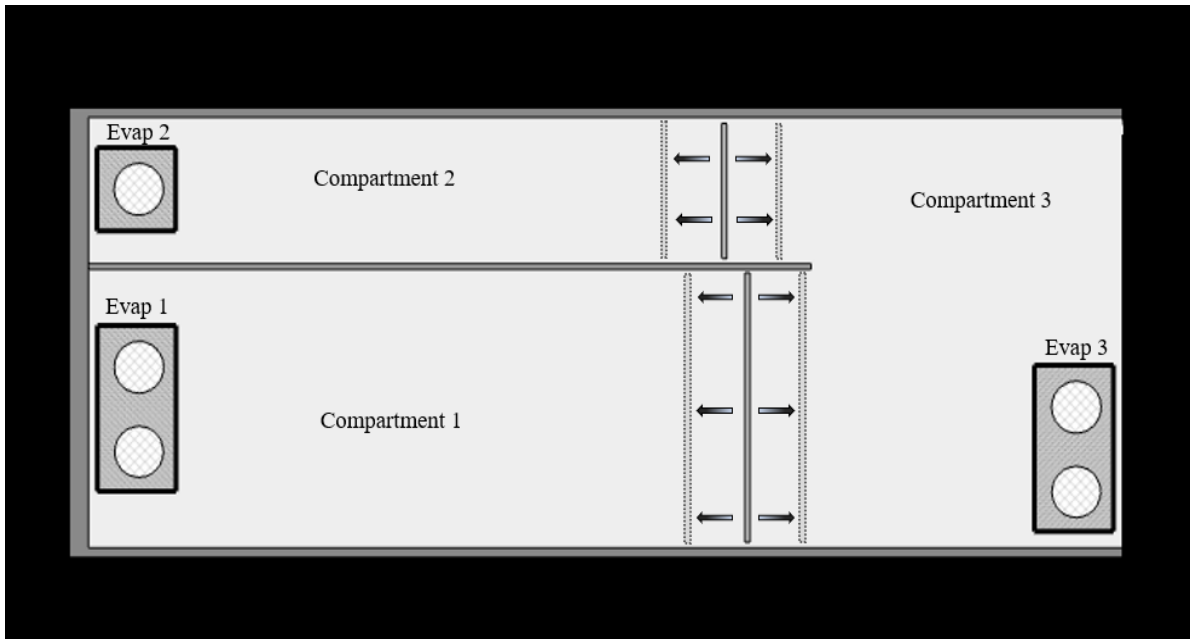 Evap 2
Compartment 2
Compartment 3
Evap 1
Evap 3
Compartment 1